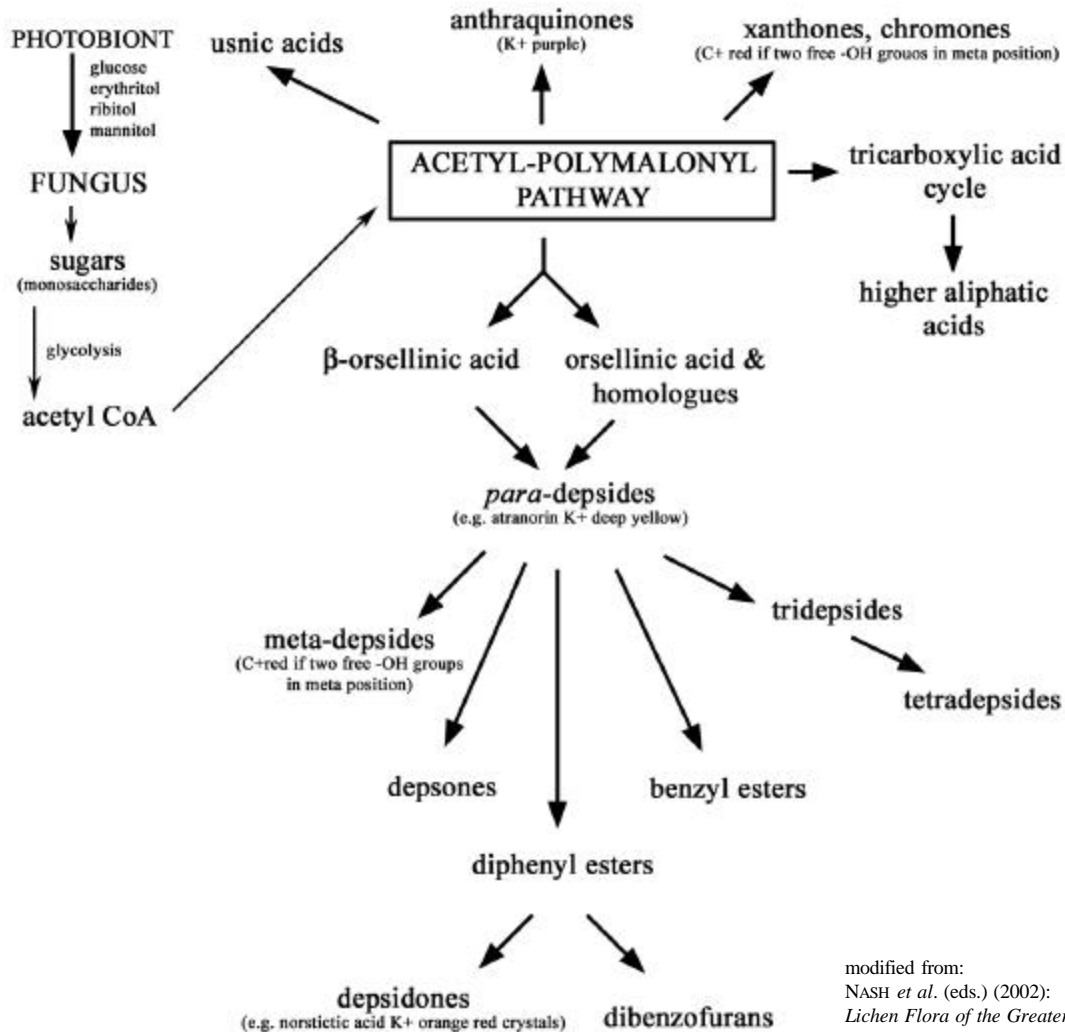 PHOTOBIONT
glucose
erythritol
ribitol
mannitol
FUNGUS
sugars
(monosaccharides)
glycolysis
acetyl CoA
usnic acids
anthraquinones
(K+ purple)
xanthones, chromones
(C+ red if two free -OH grouos in meta position)
ACETYL-POLYMALONYL
PATHWAY
tricarboxylic acid
cycle
higher aliphatic
acids
β-orsellinic acid
orsellinic acid &
homologues
para-depsides
(e.g. atranorin K+ deep yellow)
meta-depsides
(C+red if two free -OH groups
in meta position)
tridepsides
tetradepsides
depsones
benzyl esters
diphenyl esters
depsidones
(e.g. norstictic acid K+ orange red crystals)
dibenzofurans
modified from:
NASH et al. (eds.) (2002):
Lichen Flora of the Greater